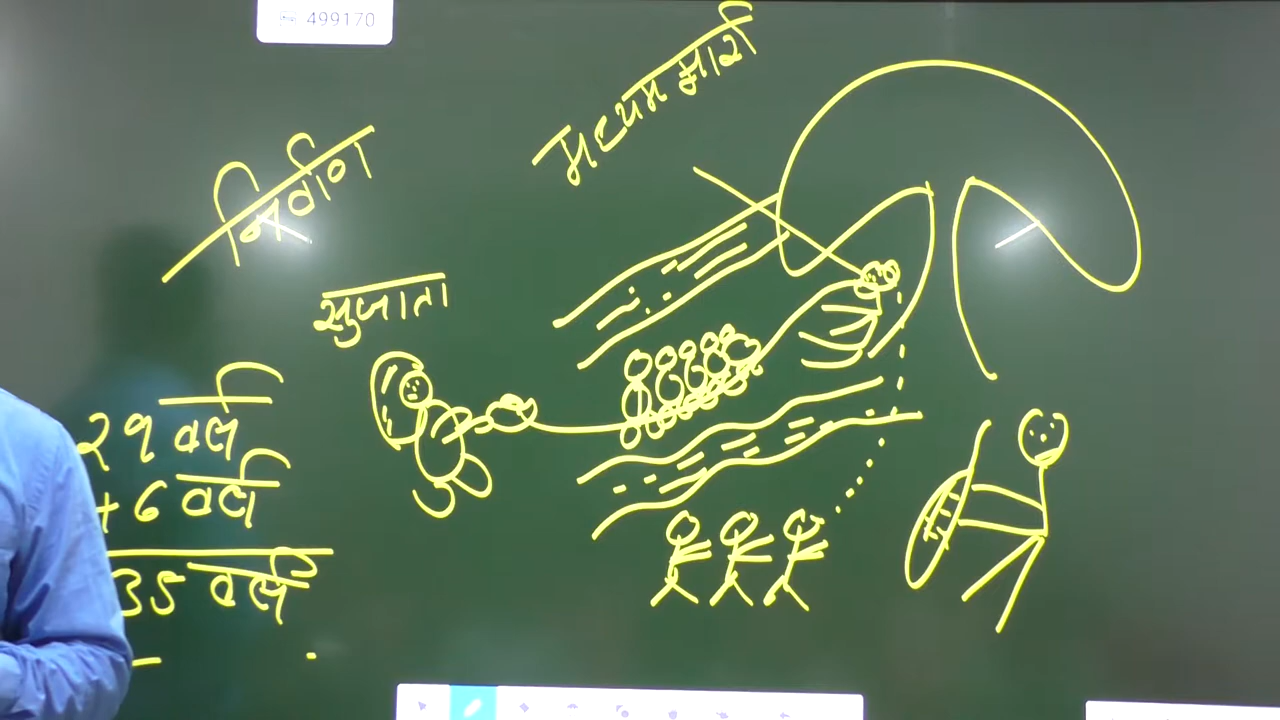 499170
मध्यम मार्ग
निर्वाण
सुजाता
29 वर्ष
+ 6 वर्ष
35 वर्ष